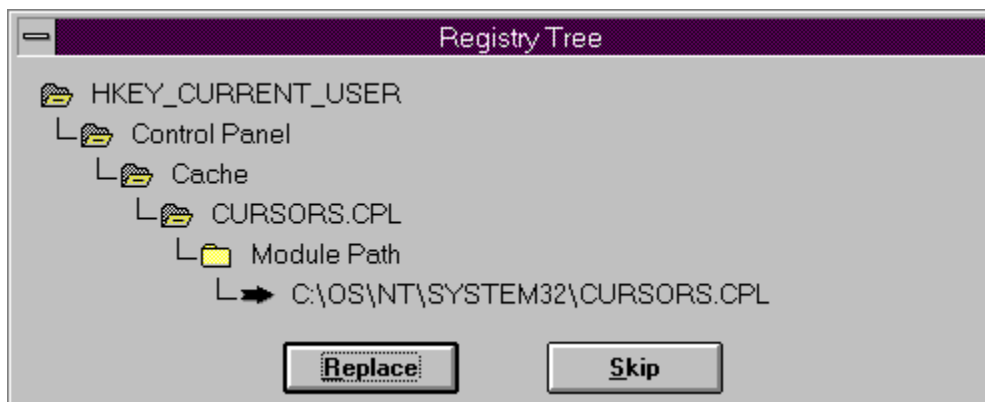 Registry Tree
HKEY_CURRENT_USER
Control Panel
Cache
CURSORS.CPL
Module Path
C:\OS\NT\SYSTEM32\CURSORS.CPL
Replace Skip